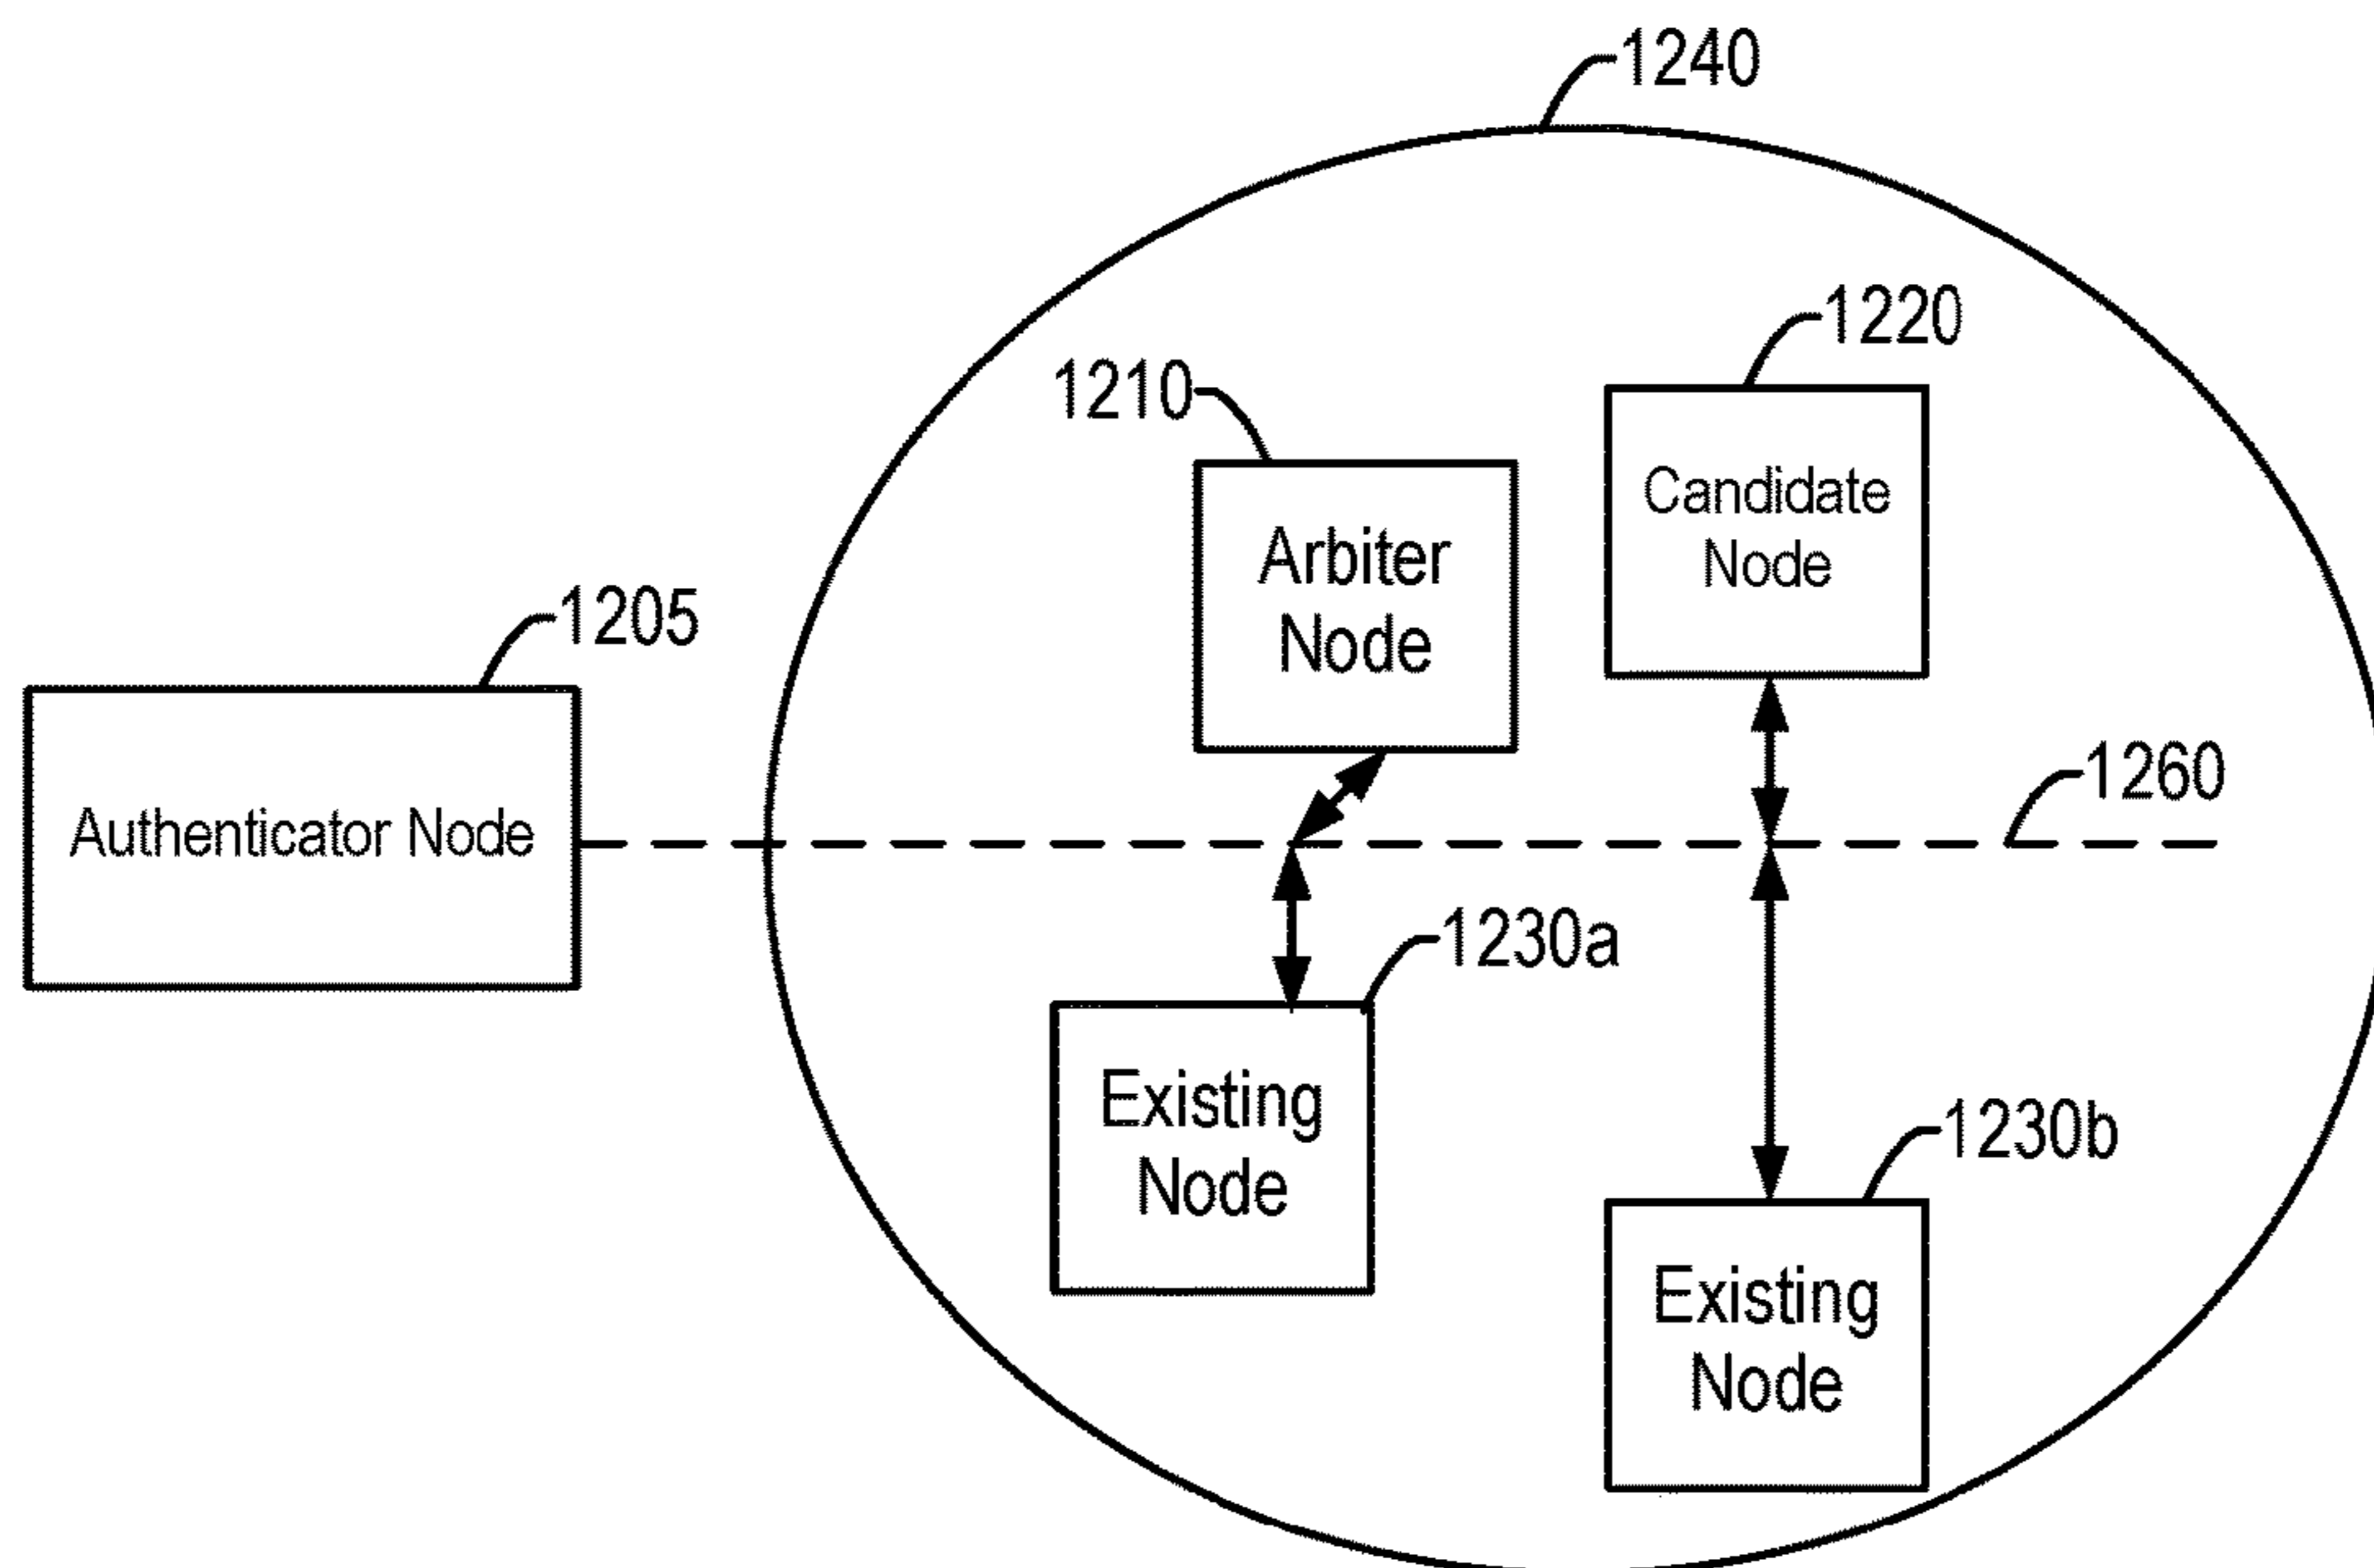 1240
1220
1210
Candidate
Node
Arbiter
Node
1205
Authenticator Node
1260
1230a
Existing
Node
1230b
Existing
Node